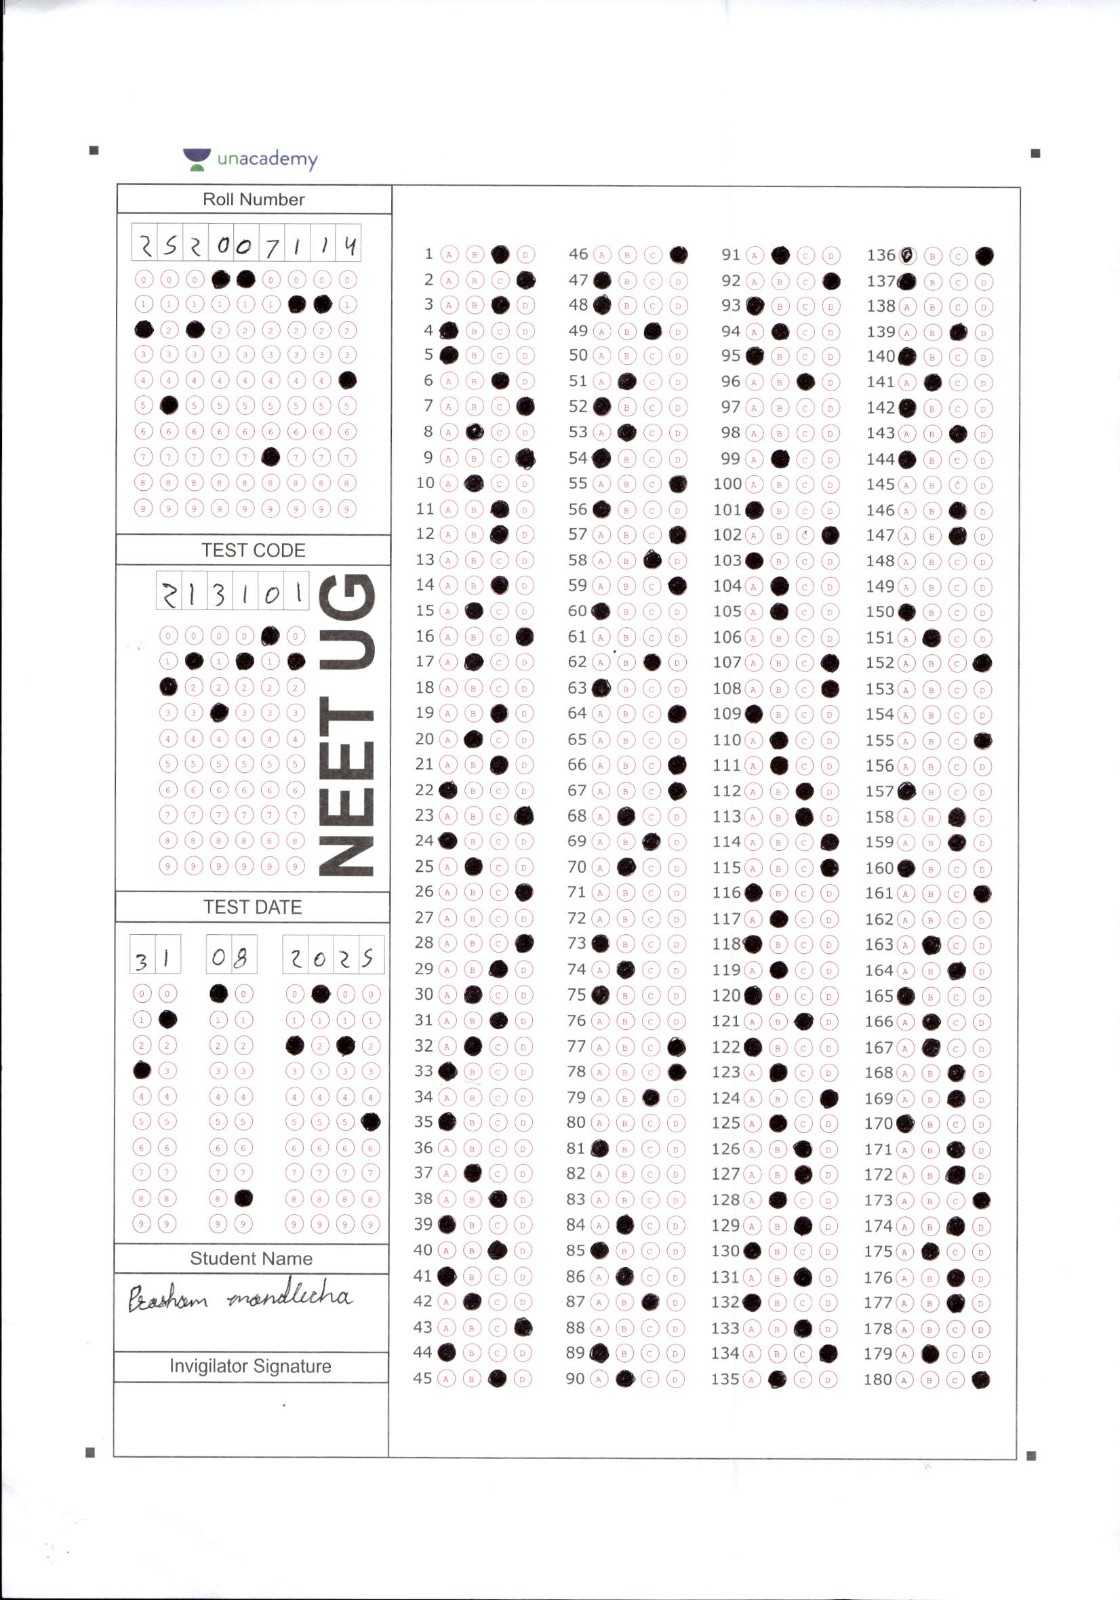 unacademy
Roll Number
2 5 2 0 0 7 1 1 4
TEST CODE
2 1 3 1 0 1
NEET UG
TEST DATE
3 1 0 8 2 0 2 5
Student Name
Prasham mandlecha
Invigilator Signature
1 A B D
2 A B C
3 A B D
4 B C D
5 B C D
6 A B D
7 A B C
8 A C D
9 A B C
10 A C D
11 A B D
12 A B D
13 A B C D
14 A B D
15 A C D
16 A B C
17 A C D
18 A B C D
19 A B D
20 A C D
21 A B D
22 B C D
23 A B C
24 B C D
25 A C D
26 A B C
27 A B C D
28 A B C
29 A B D
30 A C D
31 A B D
32 A C D
33 B C D
34 A B C D
35 B C D
36 A B C D
37 A C D
38 A B D
39 B C D
40 A B D
41 B C D
42 A C D
43 A B C
44 B C D
45 A B D
46 A B C
47 B C D
48 B C D
49 A B D
50 A B C D
51 A C D
52 B C D
53 A C D
54 B C D
55 A B C
56 B C D
57 A B C
58 A B D
59 A B C
60 B C D
61 A B C D
62 A B D
63 B C D
64 A B C
65 A B C D
66 A B C
67 A B C
68 A C D
69 A B D
70 A C D
71 A B C D
72 A B C D
73 B C D
74 A C D
75 B C D
76 A B C D
77 A B C
78 A B C
79 A B D
80 A B C D
81 B C D
82 A B C D
83 A B C D
84 A C D
85 B C D
86 A C D
87 A B D
88 A B C D
89 B C D
90 A C D
91 A C D
92 A B C
93 B C D
94 A C D
95 B C D
96 A B D
97 A B C D
98 A B C D
99 A C D
100 A B C D
101 B C D
102 A B C
103 B C D
104 A C D
105 A C D
106 A B C D
107 A B C
108 A B C
109 B C D
110 A C D
111 A C D
112 A B D
113 A B D
114 A B C
115 A B C
116 B C D
117 A C D
118 B C D
119 A C D
120 B C D
121 A B D
122 B C D
123 A C D
124 A B C
125 A C D
126 A B D
127 A B D
128 A C D
129 A B D
130 B C D
131 A B D
132 B C D
133 A B D
134 A B C
135 A C D
136 B C
137 B C D
138 A B C D
139 A B D
140 B C D
141 A C D
142 B C D
143 A B D
144 B C D
145 A B C D
146 A B D
147 A B D
148 A B C D
149 A B C D
150 B C D
151 A C D
152 A B C
153 A B C D
154 A B C D
155 A B C
156 A B C D
157 B C D
158 A B D
159 A B D
160 B C D
161 A B C
162 A B C D
163 A C D
164 A B D
165 B C D
166 A C D
167 A C D
168 A B D
169 A B D
170 B C D
171 A B D
172 A B D
173 A B C
174 A B D
175 A C D
176 A B D
177 A B D
178 A B C D
179 A C D
180 A B C